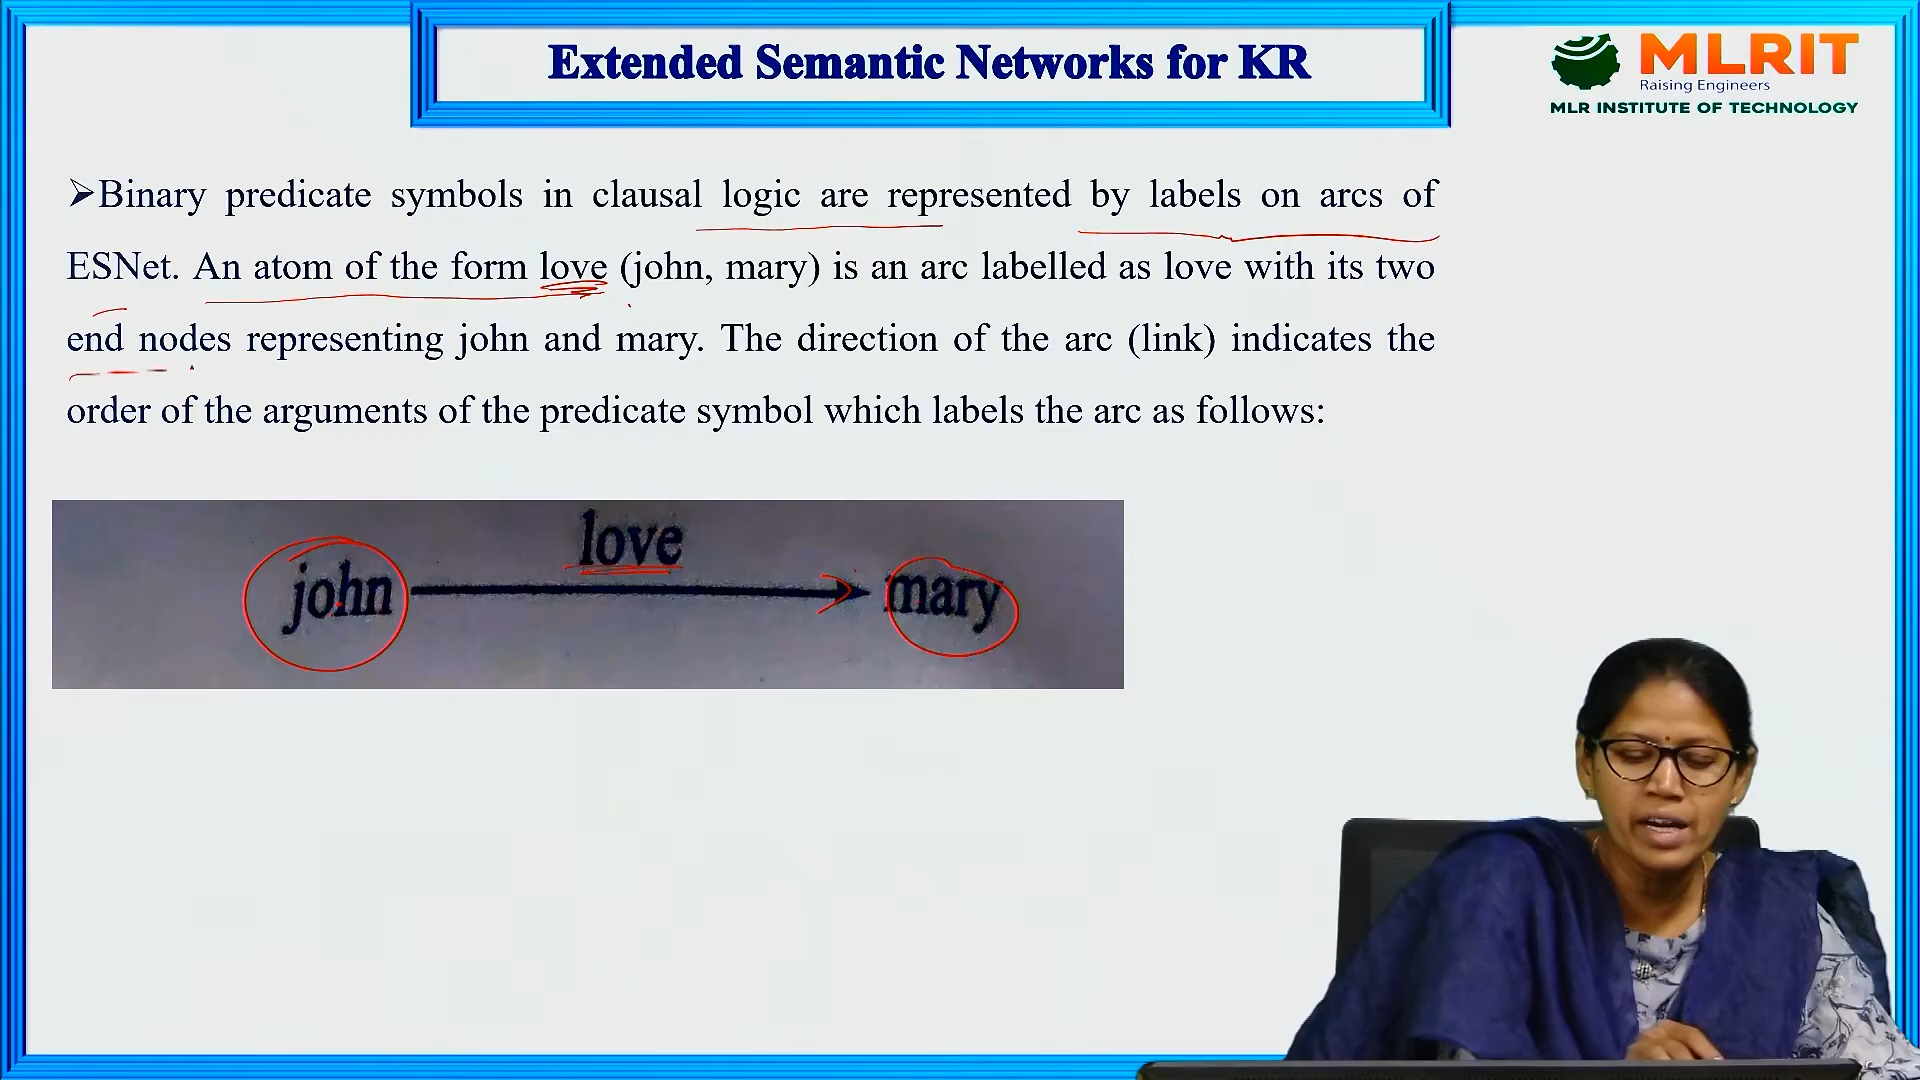 Extended Semantic Networks for KR
MLRIT
Raising Engineers
MLR INSTITUTE OF TECHNOLOGY
➢Binary predicate symbols in clausal logic are represented by labels on arcs of
ESNet. An atom of the form love (john, mary) is an arc labelled as love with its two
end nodes representing john and mary. The direction of the arc (link) indicates the
order of the arguments of the predicate symbol which labels the arc as follows:
love
john mary